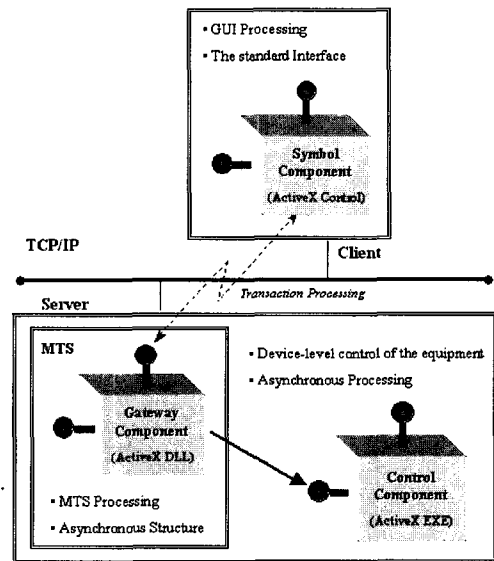 ▪ GUI Processing
▪ The standard Interface
Symbol
Component
(ActiveX Control)
TCP/IP
Client
Transaction Processing
Server
MTS
▪ Device-level control of the equipment
▪ Asynchronous Processing
Gateway
Component
(ActiveX DLL)
Control
Component
(ActiveX EXE)
▪ MTS Processing
▪ Asynchronous Structure